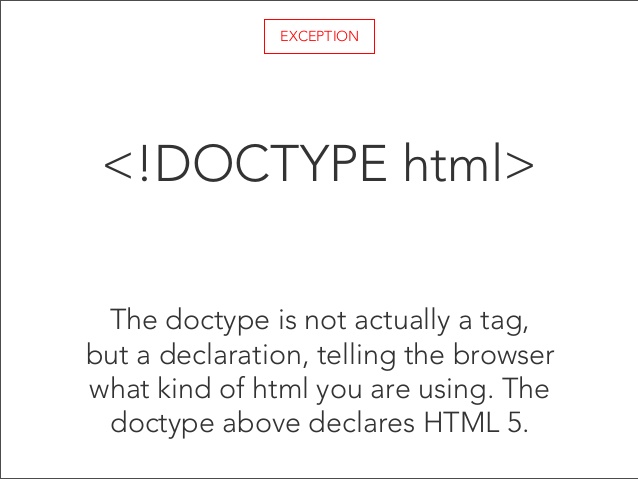 EXCEPTION
<!DOCTYPE html>
The doctype is not actually a tag,
but a declaration, telling the browser
what kind of html you are using. The
doctype above declares HTML 5.